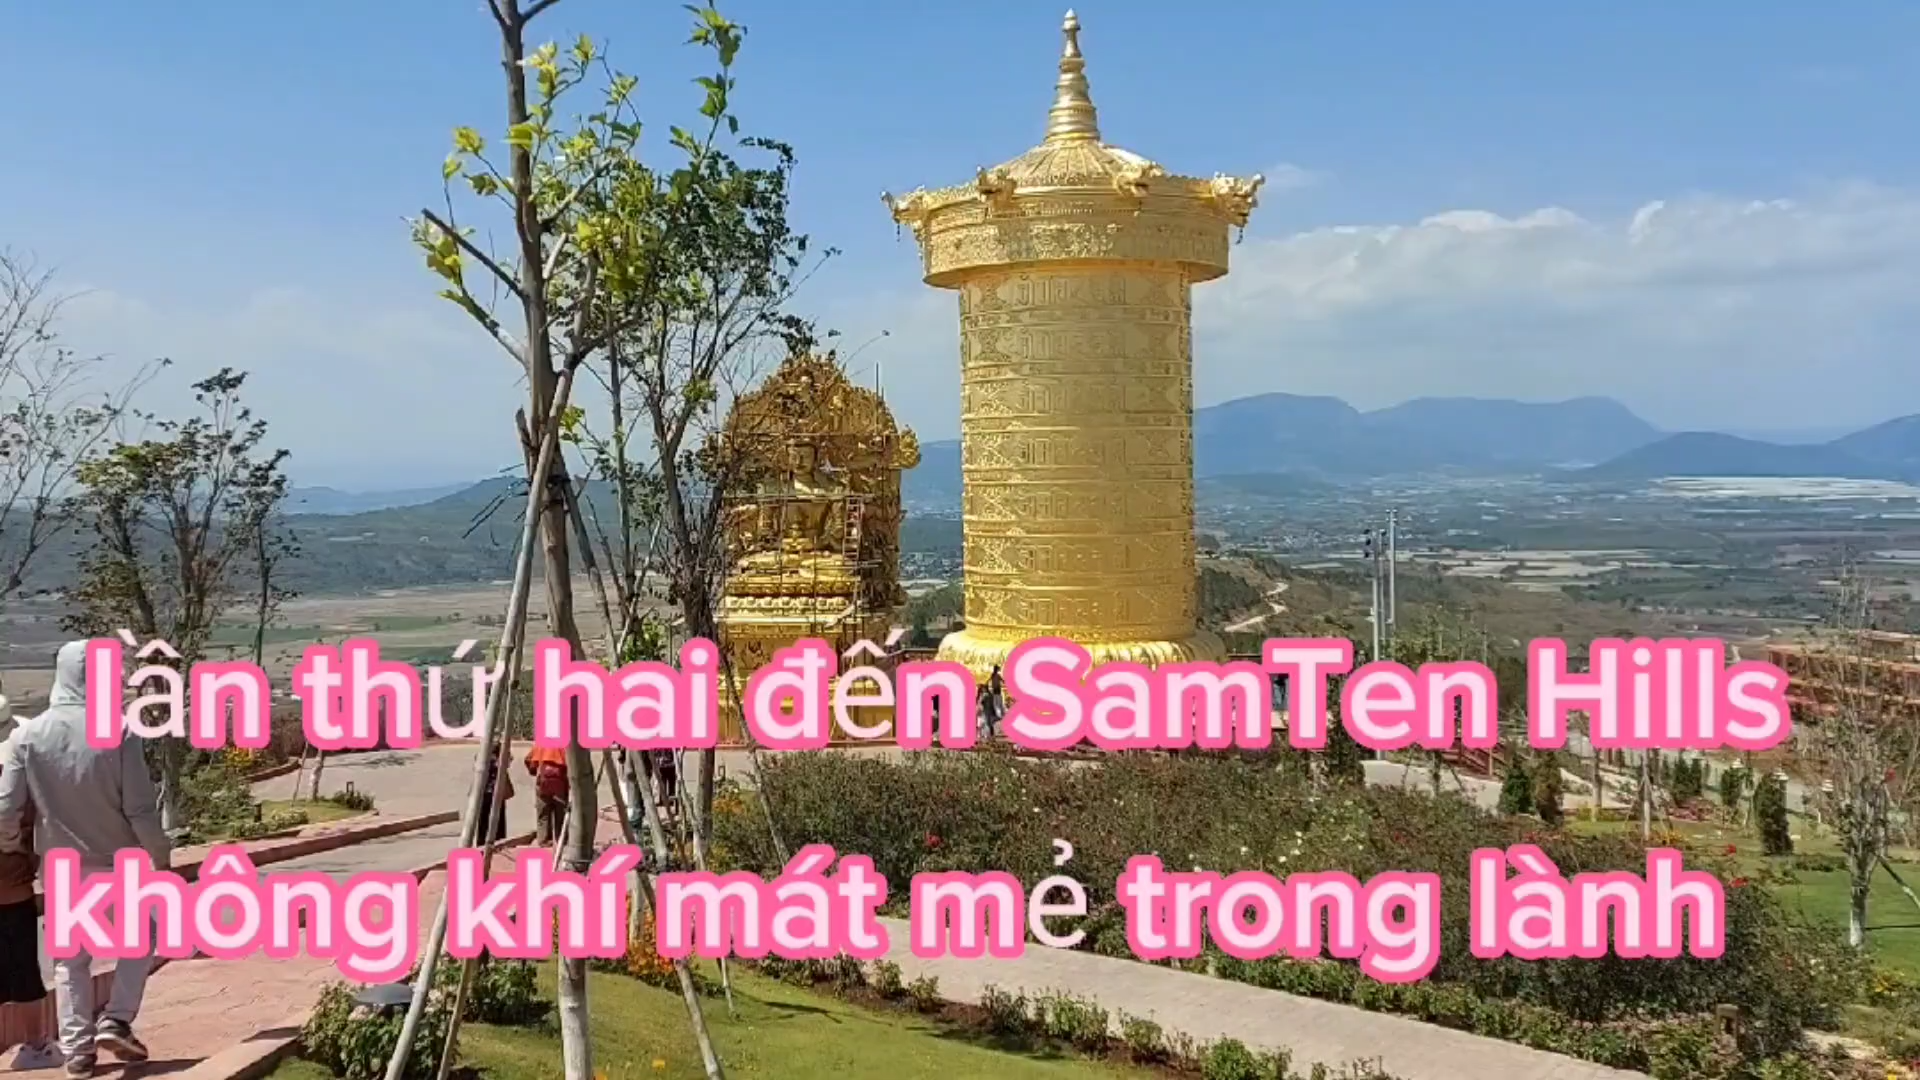 lần thứ hai đến SamTen Hills
không khí mát mẻ trong lành